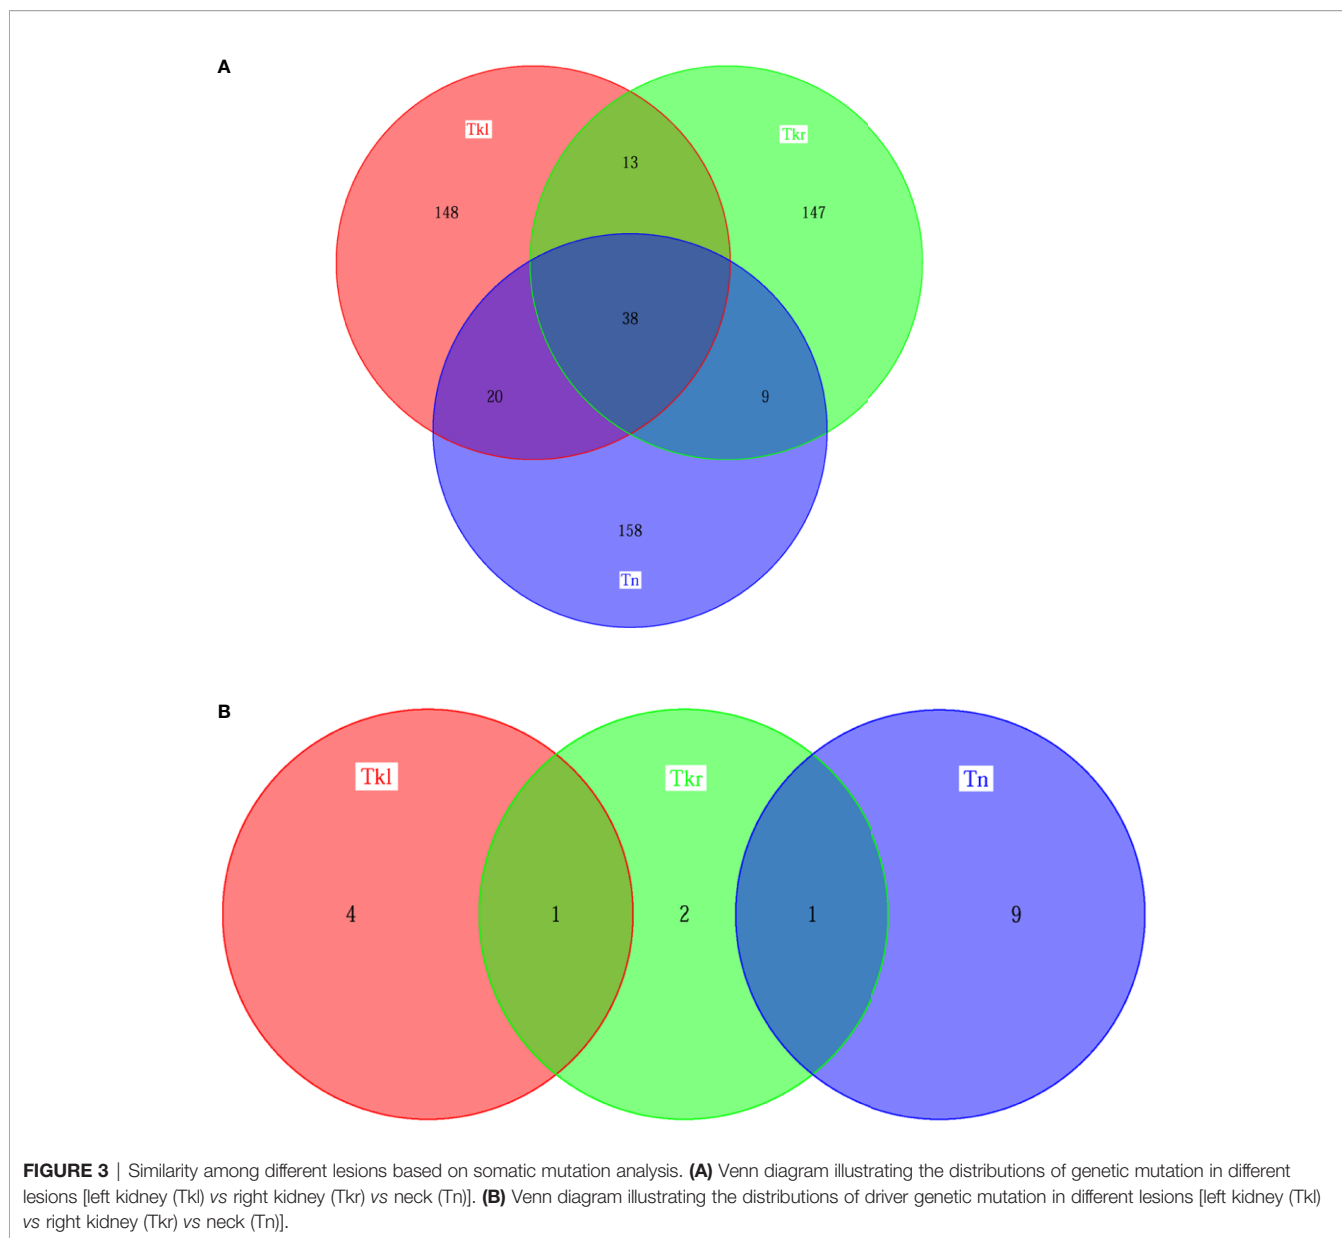 A
Tkl
Tkr
13
148
147
38
20
9
158
Tn
B
Tkl
Tkr
Tn
4
1
2
1
9
FIGURE 3 | Similarity among different lesions based on somatic mutation analysis. (A) Venn diagram illustrating the distributions of genetic mutation in different
lesions [left kidney (Tkl) vs right kidney (Tkr) vs neck (Tn)]. (B) Venn diagram illustrating the distributions of driver genetic mutation in different lesions [left kidney (Tkl)
vs right kidney (Tkr) vs neck (Tn)].